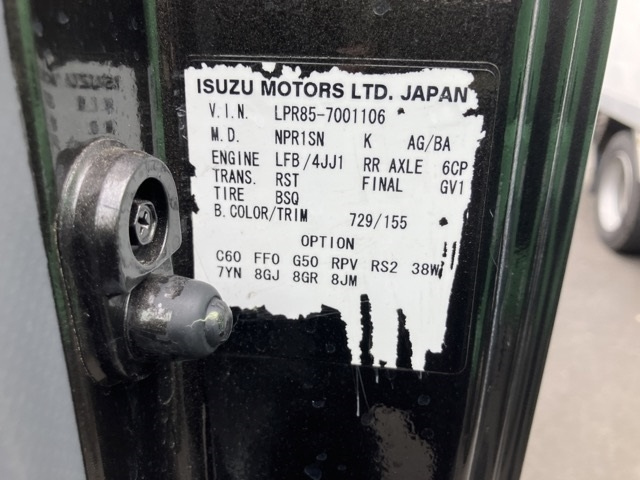 ISUZU MOTORS LTD. JAPAN
V.I.N. LPR85-7001106
M.D. NPR1SN K AG/BA
ENGINE LFB/4JJ1 RR AXLE 6CP
TRANS. RST FINAL GV1
TIRE BSQ
B.COLOR/TRIM 729/155
OPTION
C60 FFO G50 RPV RS2 38W
7YN 8GJ 8GR 8JM